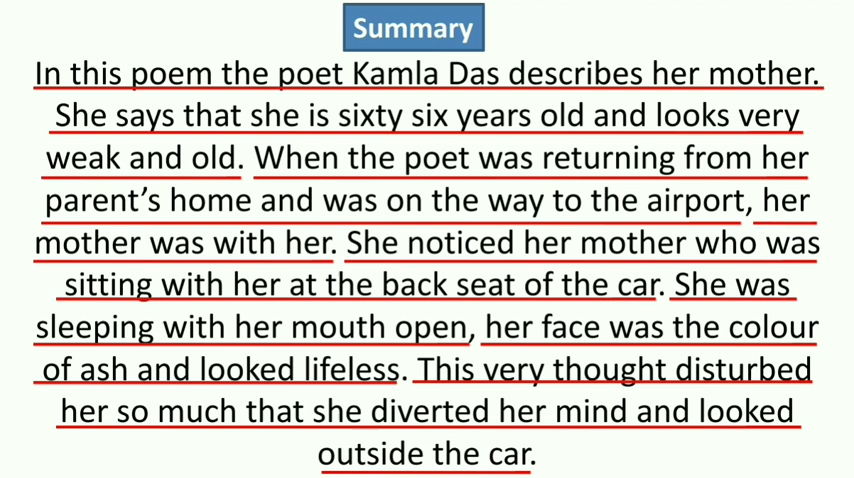 Summary
In this poem the poet Kamla Das describes her mother.
She says that she is sixty six years old and looks very
weak and old. When the poet was returning from her
parent’s home and was on the way to the airport, her
mother was with her. She noticed her mother who was
sitting with her at the back seat of the car. She was
sleeping with her mouth open, her face was the colour
of ash and looked lifeless. This very thought disturbed
her so much that she diverted her mind and looked
outside the car.